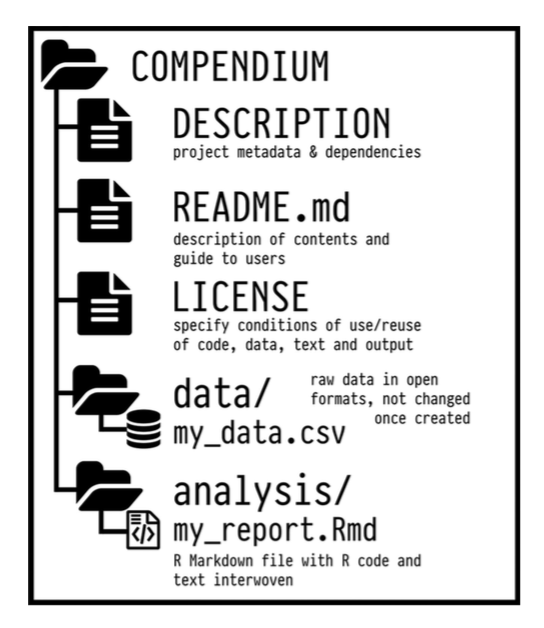 COMPENDIUM
DESCRIPTION
project metadata & dependencies
README.md
description of contents and
guide to users
LICENSE
specify conditions of use/reuse
of code, data, text and output
data/
raw data in open
formats, not changed
once created
my_data.csv
analysis/
my_report.Rmd
R Markdown file with R code and
text interwoven